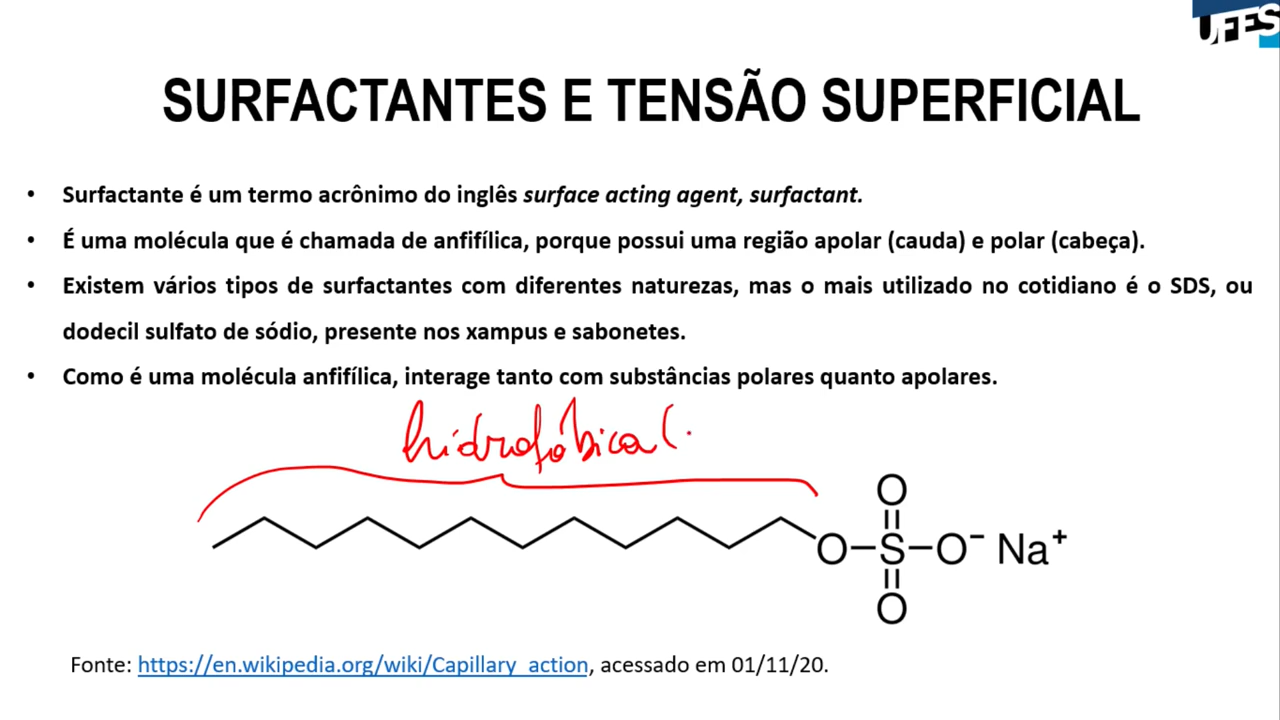 UFES
SURFACTANTES E TENSÃO SUPERFICIAL
• Surfactante é um termo acrônimo do inglês surface acting agent, surfactant.
• É uma molécula que é chamada de anfifílica, porque possui uma região apolar (cauda) e polar (cabeça).
• Existem vários tipos de surfactantes com diferentes naturezas, mas o mais utilizado no cotidiano é o SDS, ou
dodecil sulfato de sódio, presente nos xampus e sabonetes.
• Como é uma molécula anfifílica, interage tanto com substâncias polares quanto apolares.
hidrofóbica (
O
O–S–O⁻ Na⁺
O
Fonte: https://en.wikipedia.org/wiki/Capillary_action, acessado em 01/11/20.